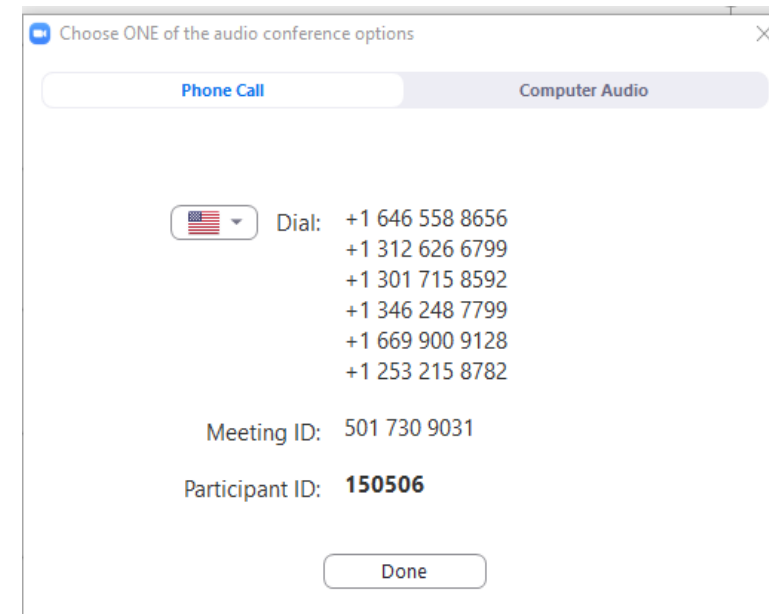 Choose ONE of the audio conference options
Phone Call Computer Audio
Dial: +1 646 558 8656
+1 312 626 6799
+1 301 715 8592
+1 346 248 7799
+1 669 900 9128
+1 253 215 8782
Meeting ID: 501 730 9031
Participant ID: 150506
Done